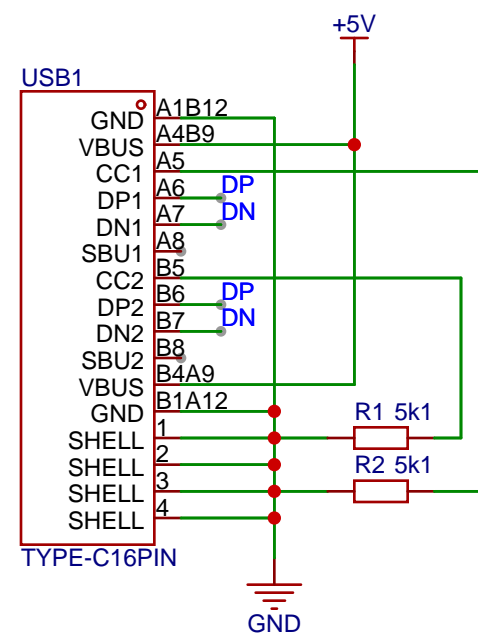 +5V
USB1
GND A1B12
VBUS A4B9
CC1 A5
DP1 A6 DP
DN1 A7 DN
SBU1 A8
CC2 B5
DP2 B6 DP
DN2 B7 DN
SBU2 B8
VBUS B4A9
GND B1A12
SHELL 1
R1 5k1
SHELL 2
SHELL 3
R2 5k1
SHELL 4
TYPE-C16PIN
GND